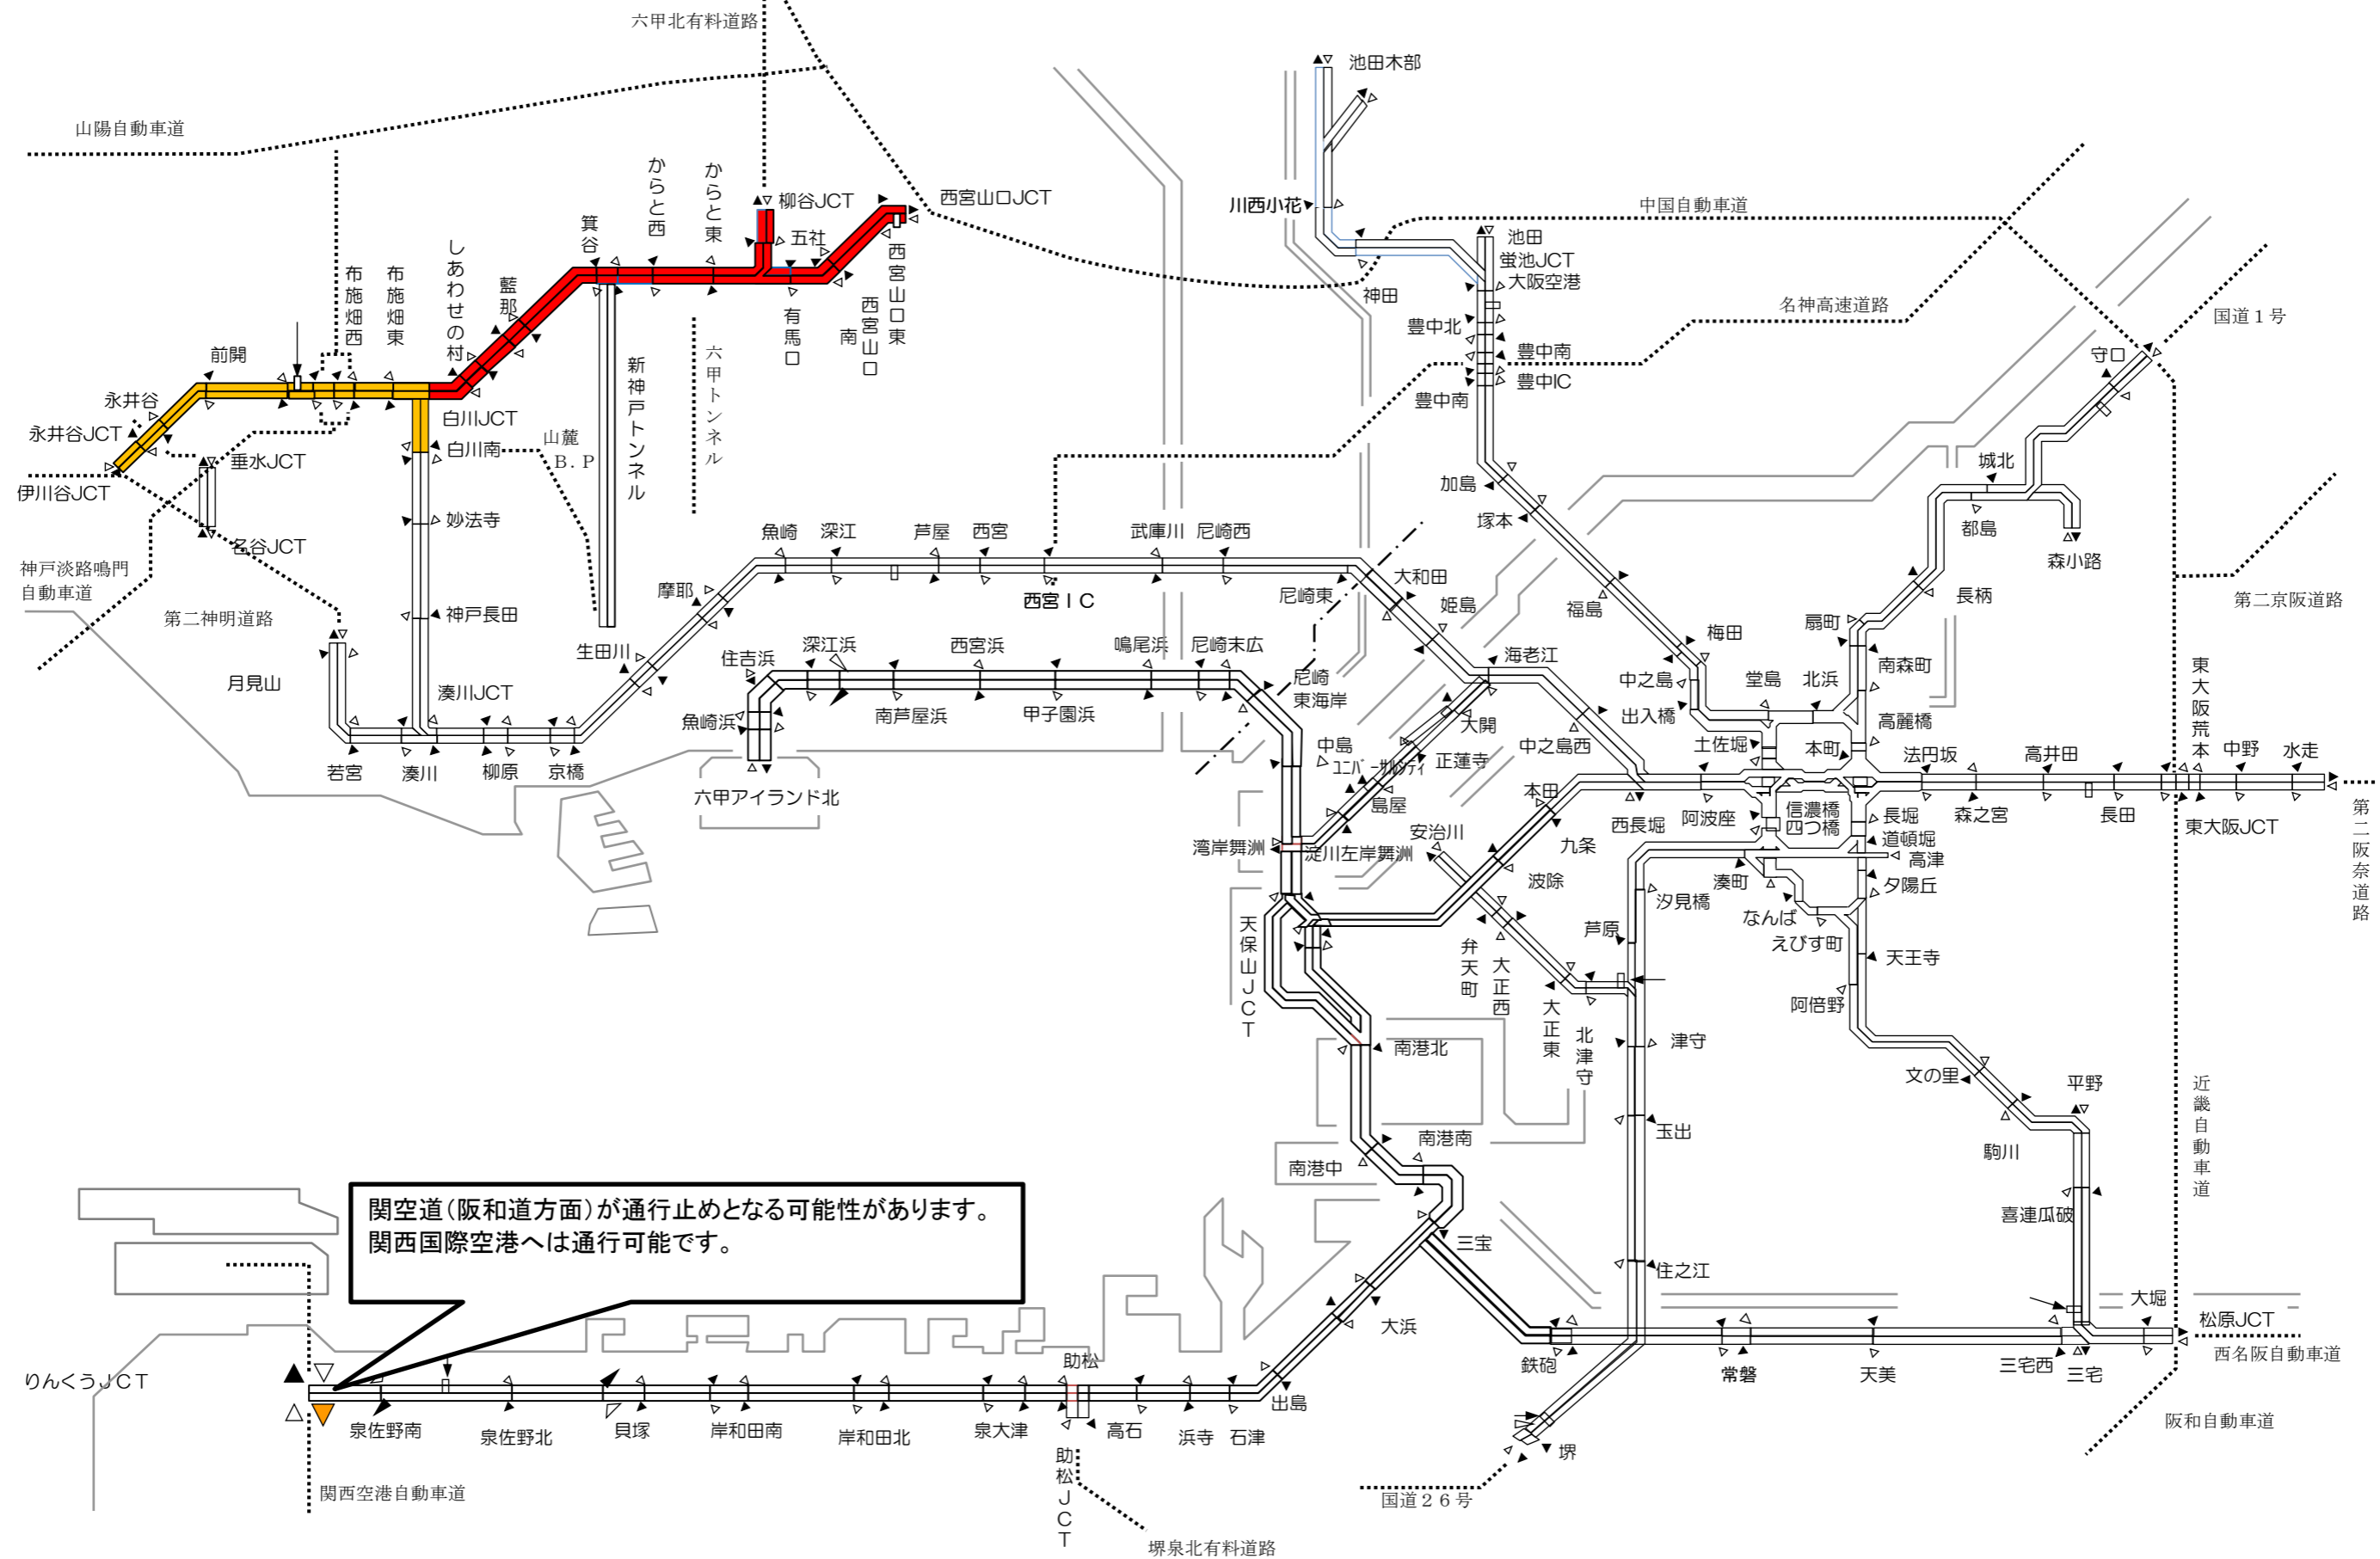 六甲北有料道路
山陽自動車道
池田木部
からと西
からと東
柳谷JCT
西宮山口JCT
川西小花
中国自動車道
箕谷
五社
しあわせの村
藍那
西宮山口東
池田
蛍池JCT
大阪空港
布施畑西
布施畑東
有馬口
西宮山口南
神田
名神高速道路
国道1号
豊中北
豊中南
豊中IC
豊中南
守口
前開
新神戸トンネル
六甲トンネル
永井谷
永井谷JCT
白川JCT
白川南
山麓
B.P
垂水JCT
伊川谷JCT
城北
加島
塚本
都島
森小路
妙法寺
名谷JCT
魚崎
深江
芦屋
西宮
武庫川
尼崎西
神戸淡路鳴門
自動車道
摩耶
西宮IC
尼崎東
大和田
姫島
福島
長柄
第二京阪道路
第二神明道路
神戸長田
扇町
梅田
生田川
住吉浜
深江浜
西宮浜
鳴尾浜
尼崎末広
海老江
南森町
月見山
湊川JCT
中之島
堂島
北浜
東大阪荒本
尼崎
東海岸
魚崎浜
南芦屋浜
甲子園浜
大開
出入橋
高麗橋
中島
ユニバーサルシティ
正蓮寺
中之島西
土佐堀
本町
法円坂
高井田
中野
水走
若宮
湊川
柳原
京橋
六甲アイランド北
島屋
本田
安治川
西長堀
阿波座
信濃橋
四つ橋
長堀
道頓堀
森之宮
長田
東大阪JCT
第二阪奈道路
湾岸舞洲
淀川左岸舞洲
九条
高津
波除
湊町
夕陽丘
汐見橋
なんば
天保山JCT
芦原
えびす町
弁天町
大正西
天王寺
大正東
北津守
阿倍野
南港北
津守
文の里
平野
近畿自動車道
玉出
南港南
南港中
駒川
喜連瓜破
関空道(阪和道方面)が通行止めとなる可能性があります。
関西国際空港へは通行可能です。
三宝
住之江
大浜
大堀
松原JCT
西名阪自動車道
助松
鉄砲
常磐
天美
三宅西
三宅
りんくうJCT
出島
泉佐野南
泉佐野北
貝塚
岸和田南
岸和田北
泉大津
高石
浜寺
石津
堺
阪和自動車道
関西空港自動車道
助松JCT
国道26号
堺泉北有料道路